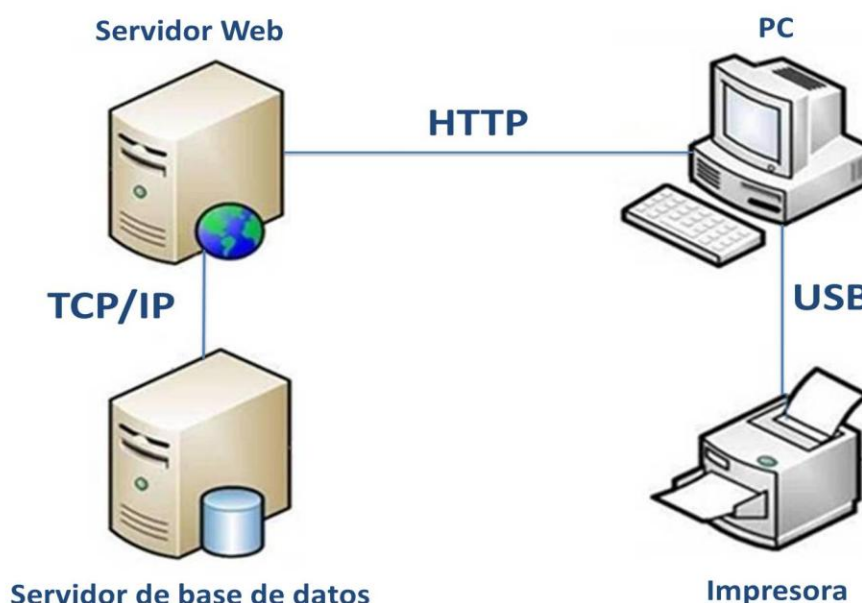 Servidor Web
PC
HTTP
TCP/IP
USB
Servidor de base de datos
Impresora